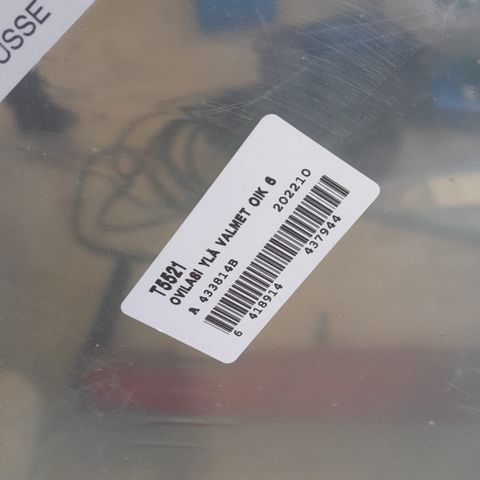 USSE
T5521
OVILASI YLÄ VALMET OIK 6
A 433814B 202210
6 418914 437944